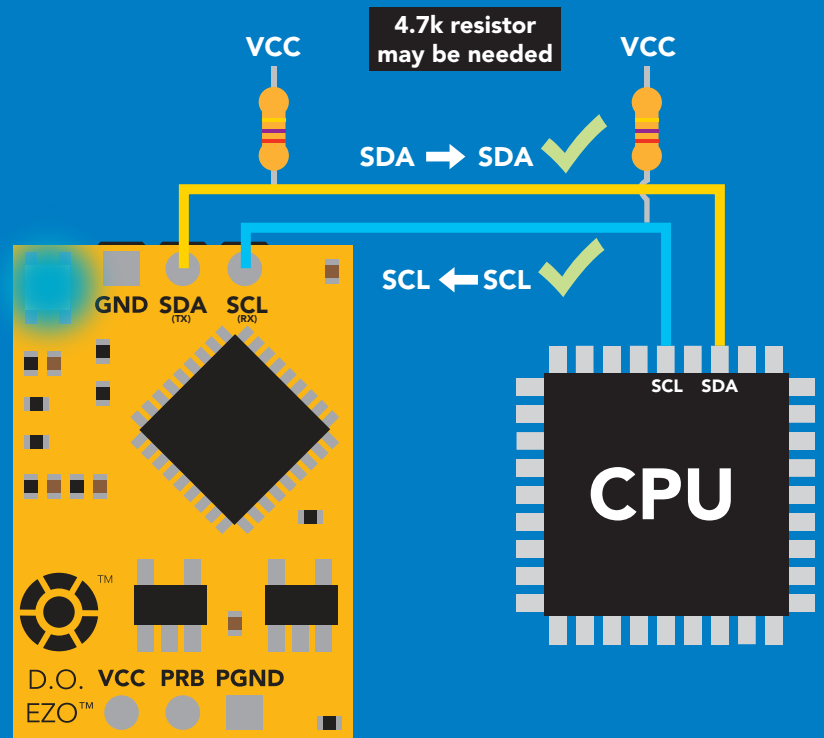 4.7k resistor
may be needed
VCC
VCC
SDA → SDA
SCL ← SCL
GND SDA SCL
(TX) (RX)
SCL SDA
CPU
TM
D.O. VCC PRB PGND
EZO™